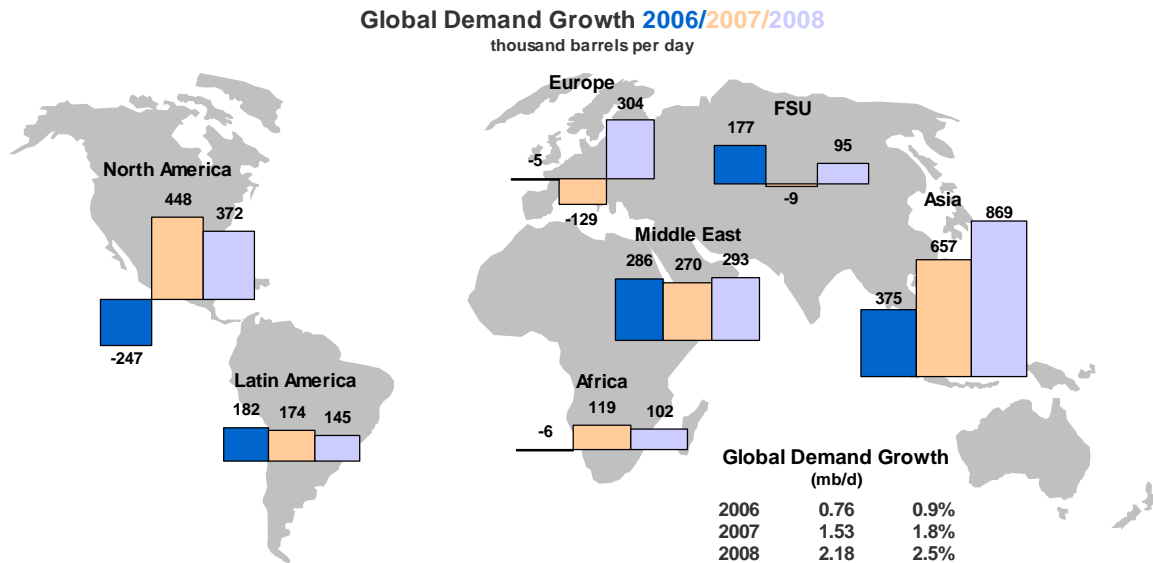 Global Demand Growth 2006/2007/2008
thousand barrels per day
Europe
304
-5
-129
FSU
177
95
-9
North America
448
372
-247
Asia
869
657
375
Middle East
286 270 293
Latin America
182 174 145
Africa
119
102
-6
Global Demand Growth
(mb/d)
2006 0.76 0.9%
2007 1.53 1.8%
2008 2.18 2.5%